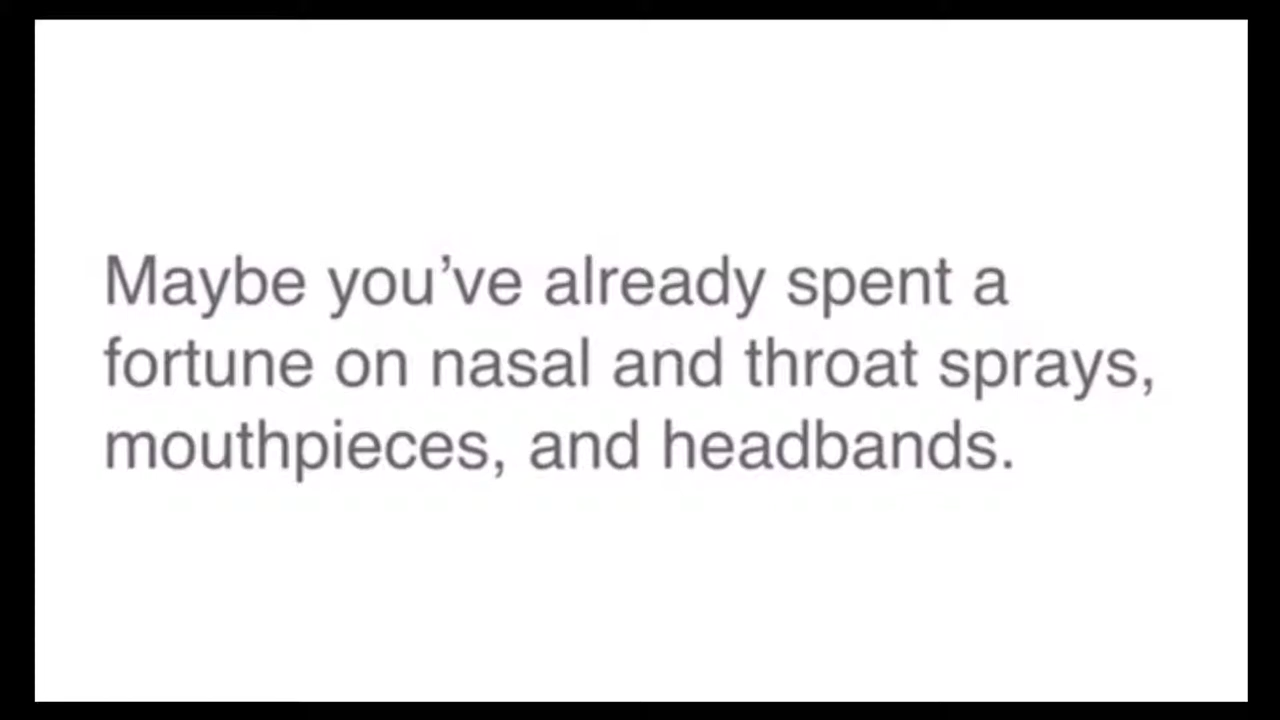 Maybe you’ve already spent a
fortune on nasal and throat sprays,
mouthpieces, and headbands.